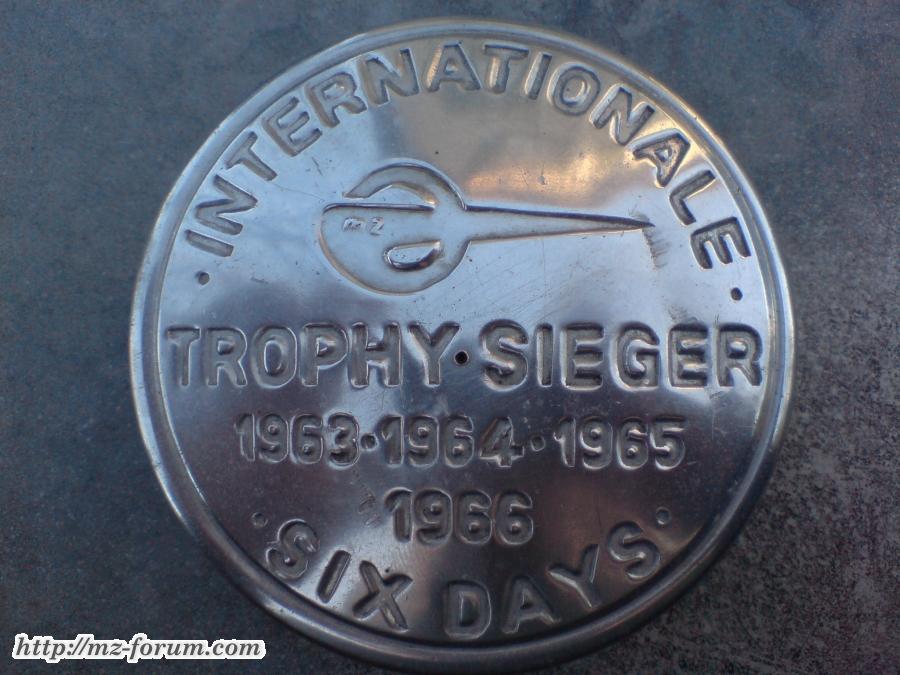 · INTERNATIONALE ·
mz
TROPHY · SIEGER
1963 · 1964 · 1965
1966
· SIX DAYS ·
http://mz-forum.com